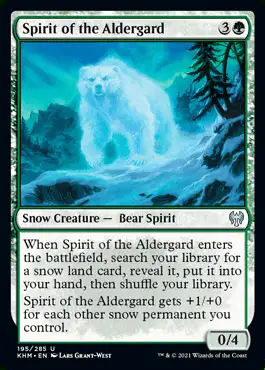 Spirit of the Aldergard 3
Snow Creature — Bear Spirit
When Spirit of the Aldergard enters
the battlefield, search your library
for a snow land card, reveal it, put it into
your hand, then shuffle your library.
Spirit of the Aldergard gets +1/+0
for each other snow permanent you
control.
0/4
195/285 U
KHM • EN Lars Grant-West
™ & © 2021 Wizards of the Coast